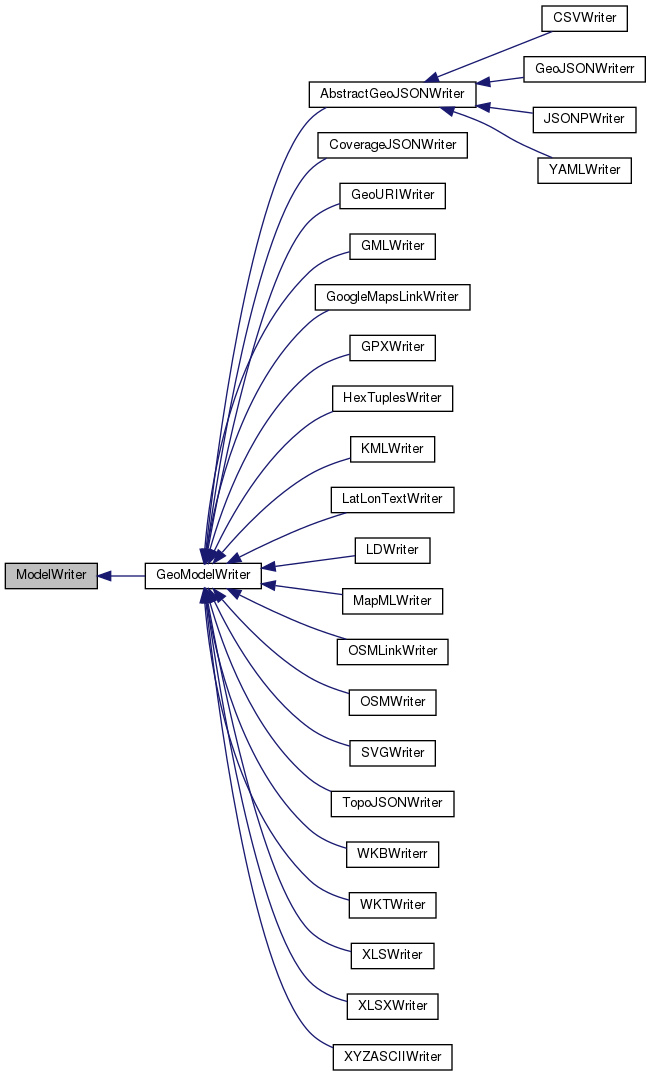 CSVWriter
GeoJSONWriterr
AbstractGeoJSONWriter
JSONPWriter
CoverageJSONWriter
YAMLWriter
GeoURIWriter
GMLWriter
GoogleMapsLinkWriter
GPXWriter
HexTuplesWriter
KMLWriter
LatLonTextWriter
LDWriter
ModelWriter
GeoModelWriter
MapMLWriter
OSMLinkWriter
OSMWriter
SVGWriter
TopoJSONWriter
WKBWriterr
WKTWriter
XLSWriter
XLSXWriter
XYZASCIIWriter